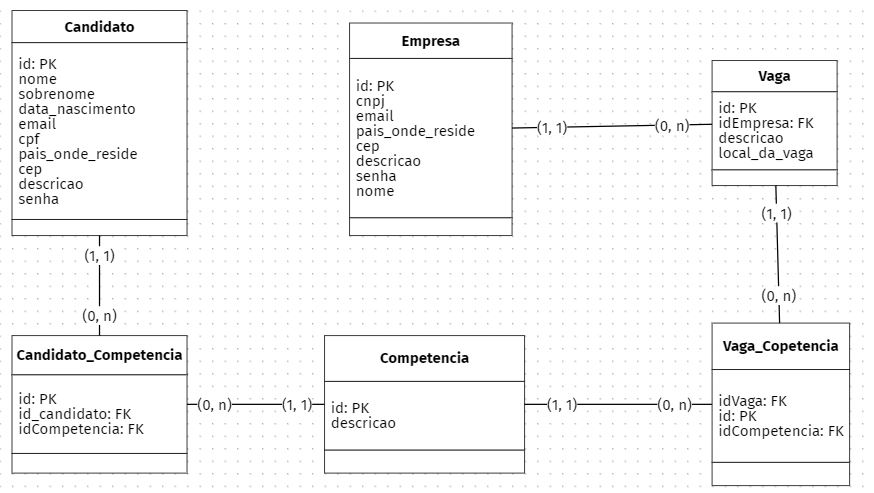 Candidato
id: PK
nome
sobrenome
data_nascimento
email
cpf
pais_onde_reside
cep
descricao
senha
Empresa
id: PK
cnpj
email
pais_onde_reside
cep
descricao
senha
nome
Vaga
id: PK
idEmpresa: FK
descricao
local_da_vaga
(1, 1)
(0, n)
(1, 1)
(0, n)
(1, 1)
(0, n)
Candidato_Competencia
id: PK
id_candidato: FK
idCompetencia: FK
(0, n)
(1, 1)
Competencia
id: PK
descricao
(1, 1)
(0, n)
Vaga_Copetencia
idVaga: FK
id: PK
idCompetencia: FK